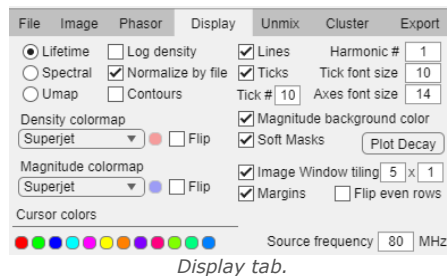 File Image Phasor Display Unmix Cluster Export
Lifetime Log density Lines Harmonic # 1
Spectral Normalize by file Ticks Tick font size 10
Umap Contours Tick # 10 Axes font size 14
Density colormap Magnitude background color
Superjet Flip Soft Masks Plot Decay
Magnitude colormap Image Window tiling 5 x 1
Superjet Flip Margins Flip even rows
Cursor colors
Source frequency 80 MHz
Display tab.